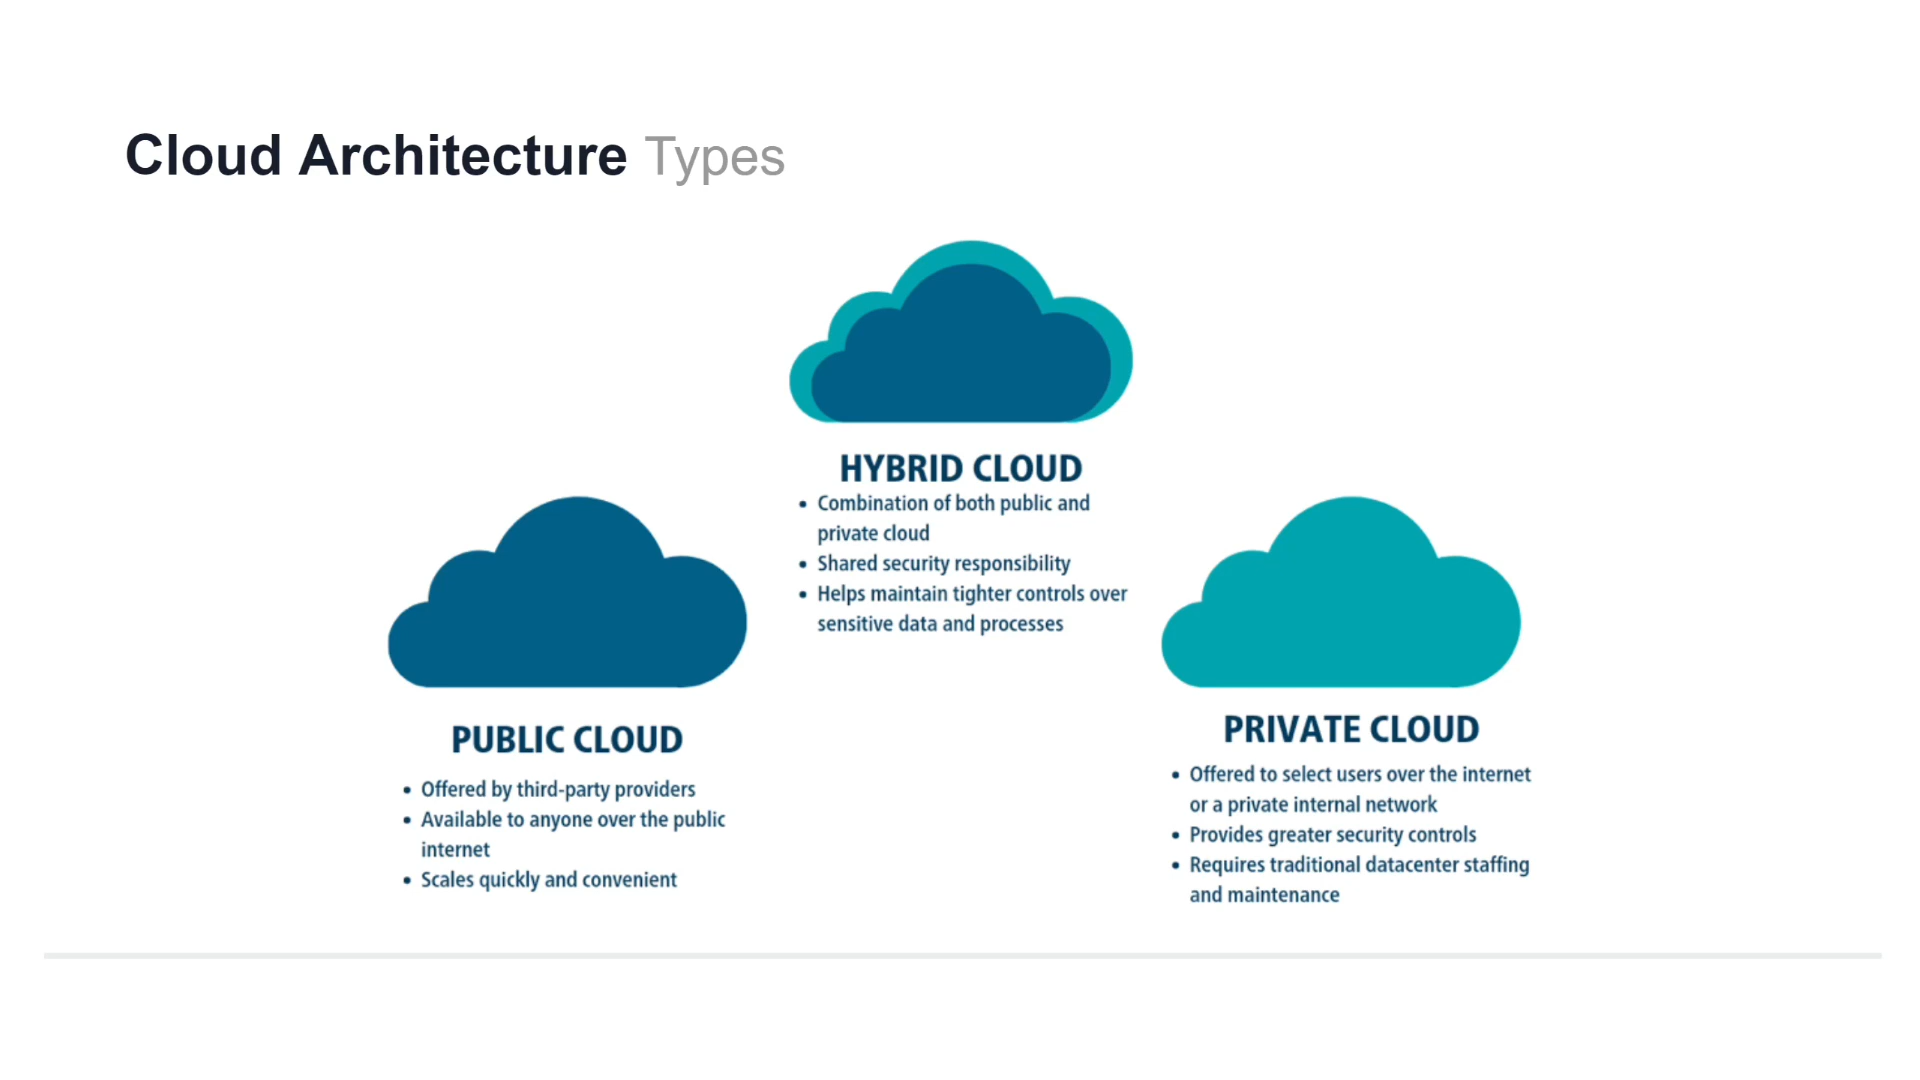 Cloud Architecture Types
HYBRID CLOUD
• Combination of both public and
private cloud
• Shared security responsibility
• Helps maintain tighter controls over
sensitive data and processes
PUBLIC CLOUD
• Offered by third-party providers
• Available to anyone over the public
internet
• Scales quickly and convenient
PRIVATE CLOUD
• Offered to select users over the internet
or a private internal network
• Provides greater security controls
• Requires traditional datacenter staffing
and maintenance